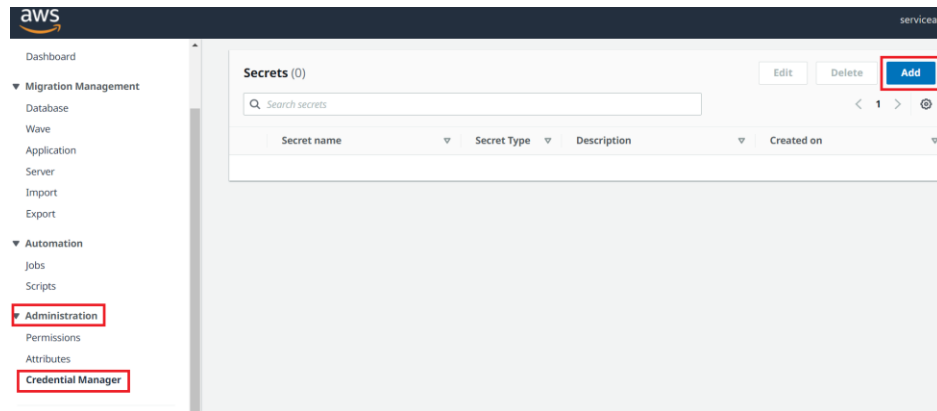 aws
servicea
Dashboard
Migration Management
Database
Wave
Application
Server
Import
Export
Automation
Jobs
Scripts
Administration
Permissions
Attributes
Credential Manager
Secrets (0)
Edit Delete Add
Search secrets
1
Secret name Secret Type Description Created on